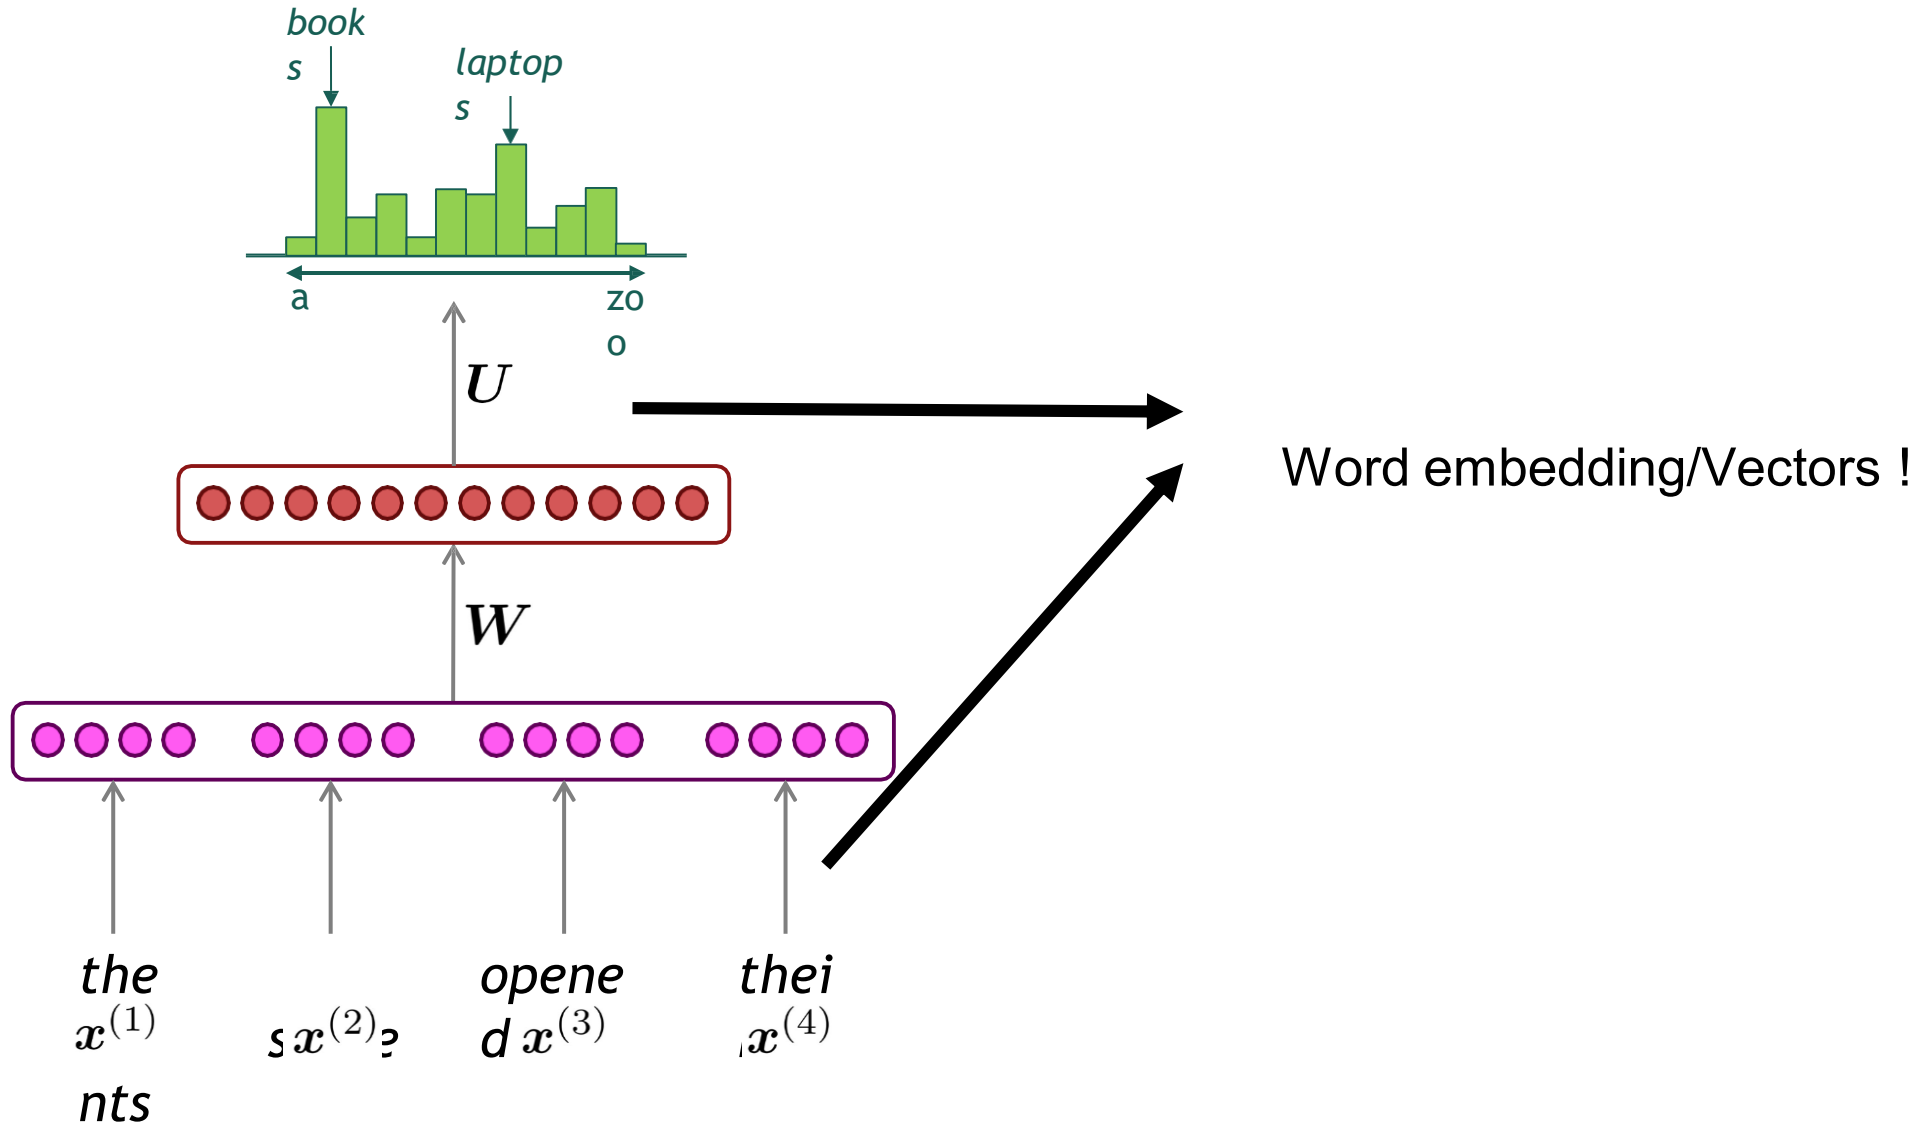 book
s
laptop
s
a
zo
o
U
Word embedding/Vectors !
W
the
opene
thei
x(1)
x(2)
d x(3)
x(4)
nts